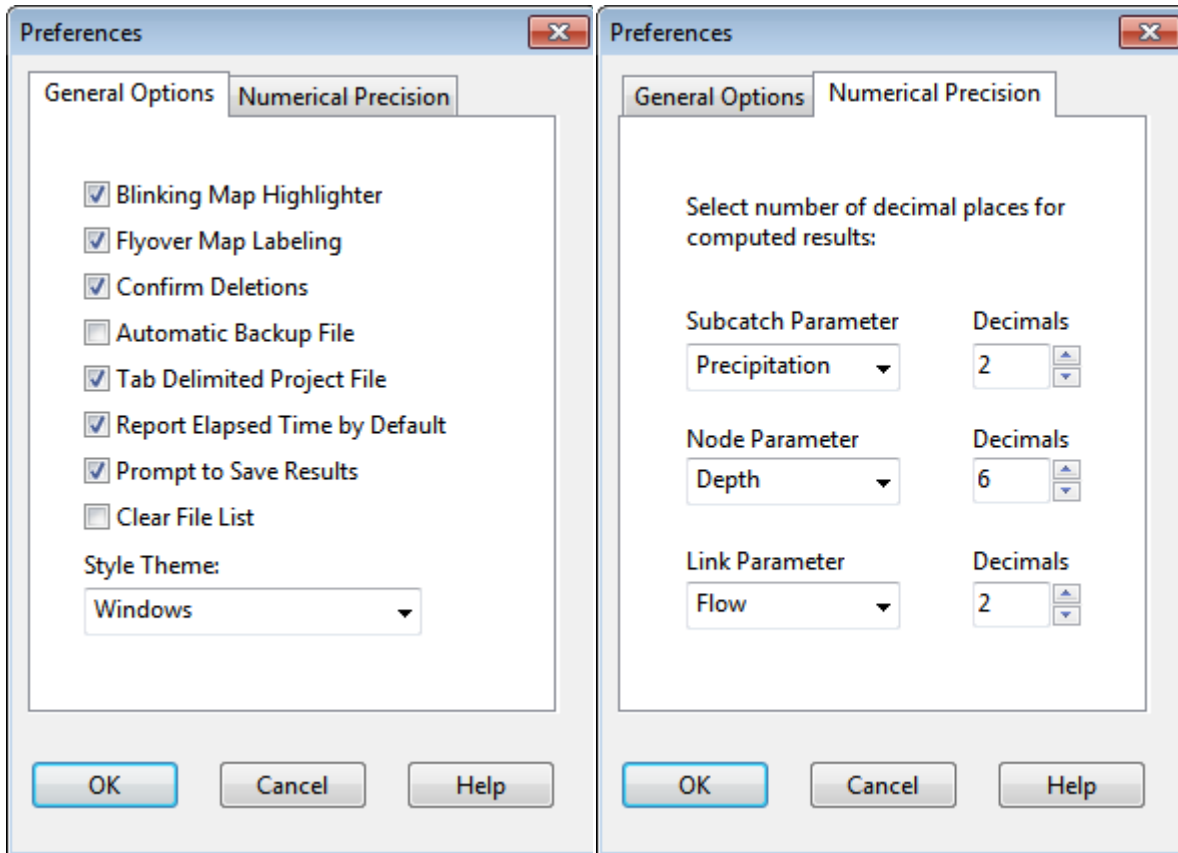 Preferences
General Options Numerical Precision
Blinking Map Highlighter
Flyover Map Labeling
Confirm Deletions
Automatic Backup File
Tab Delimited Project File
Report Elapsed Time by Default
Prompt to Save Results
Clear File List
Style Theme:
Windows
OK Cancel Help
Preferences
General Options Numerical Precision
Select number of decimal places for
computed results:
Subcatch Parameter Decimals
Precipitation 2
Node Parameter Decimals
Depth 6
Link Parameter Decimals
Flow 2
OK Cancel Help